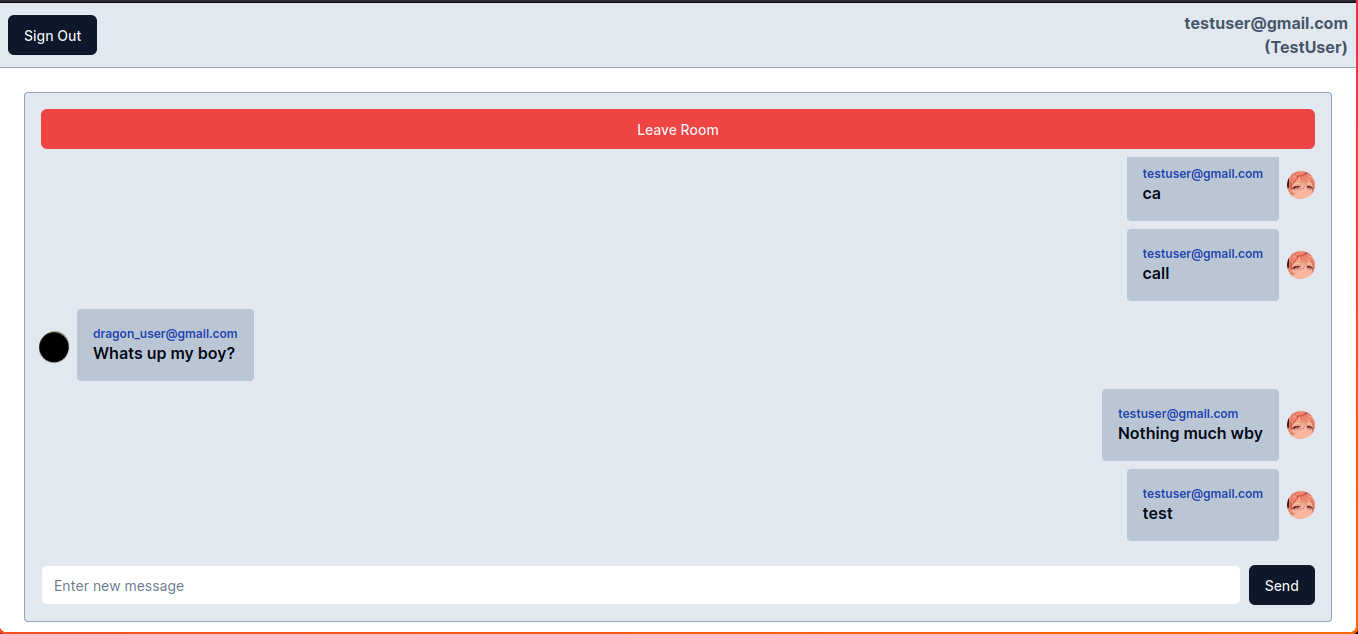 Sign Out
testuser@gmail.com
(TestUser)
Leave Room
testuser@gmail.com
ca
testuser@gmail.com
call
dragon_user@gmail.com
Whats up my boy?
testuser@gmail.com
Nothing much wby
testuser@gmail.com
test
Enter new message
Send